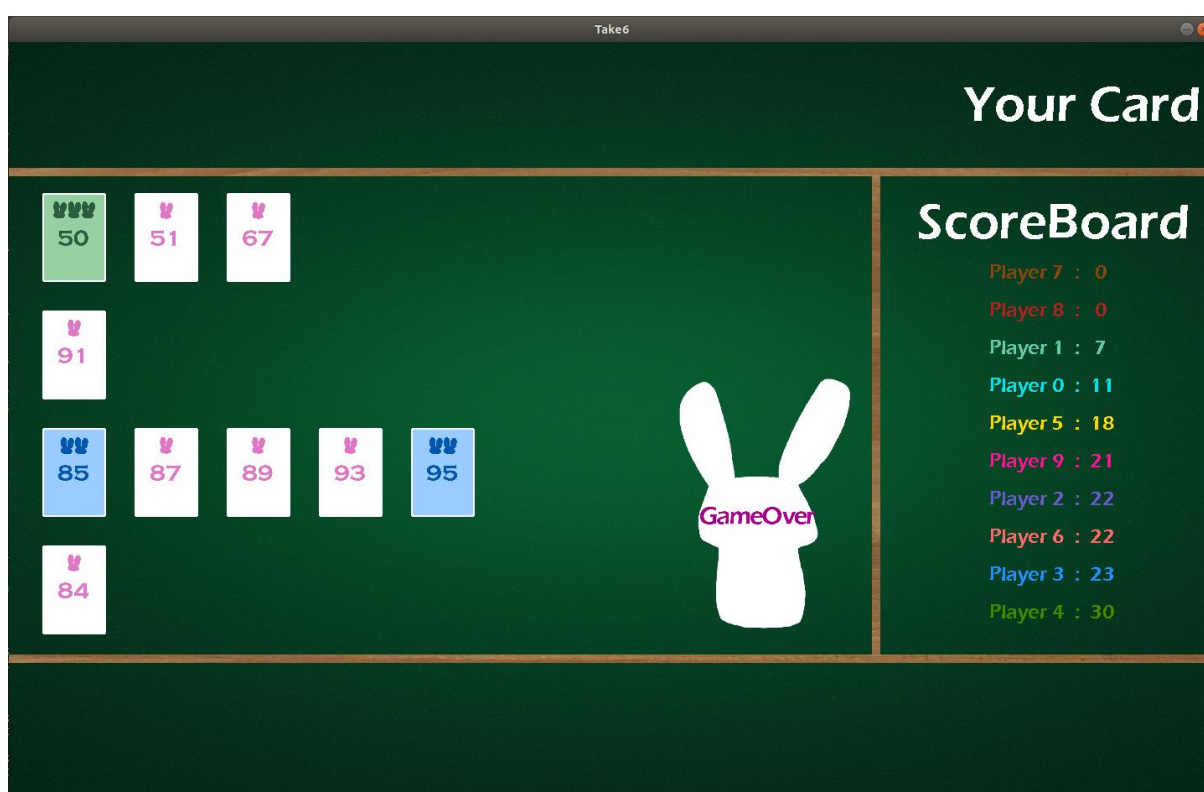 Take6
Your Card
50 51 67
91
85 87 89 93 95
84
GameOver
ScoreBoard
Player 7 : 0
Player 8 : 0
Player 1 : 7
Player 0 : 11
Player 5 : 18
Player 9 : 21
Player 2 : 22
Player 6 : 22
Player 3 : 23
Player 4 : 30